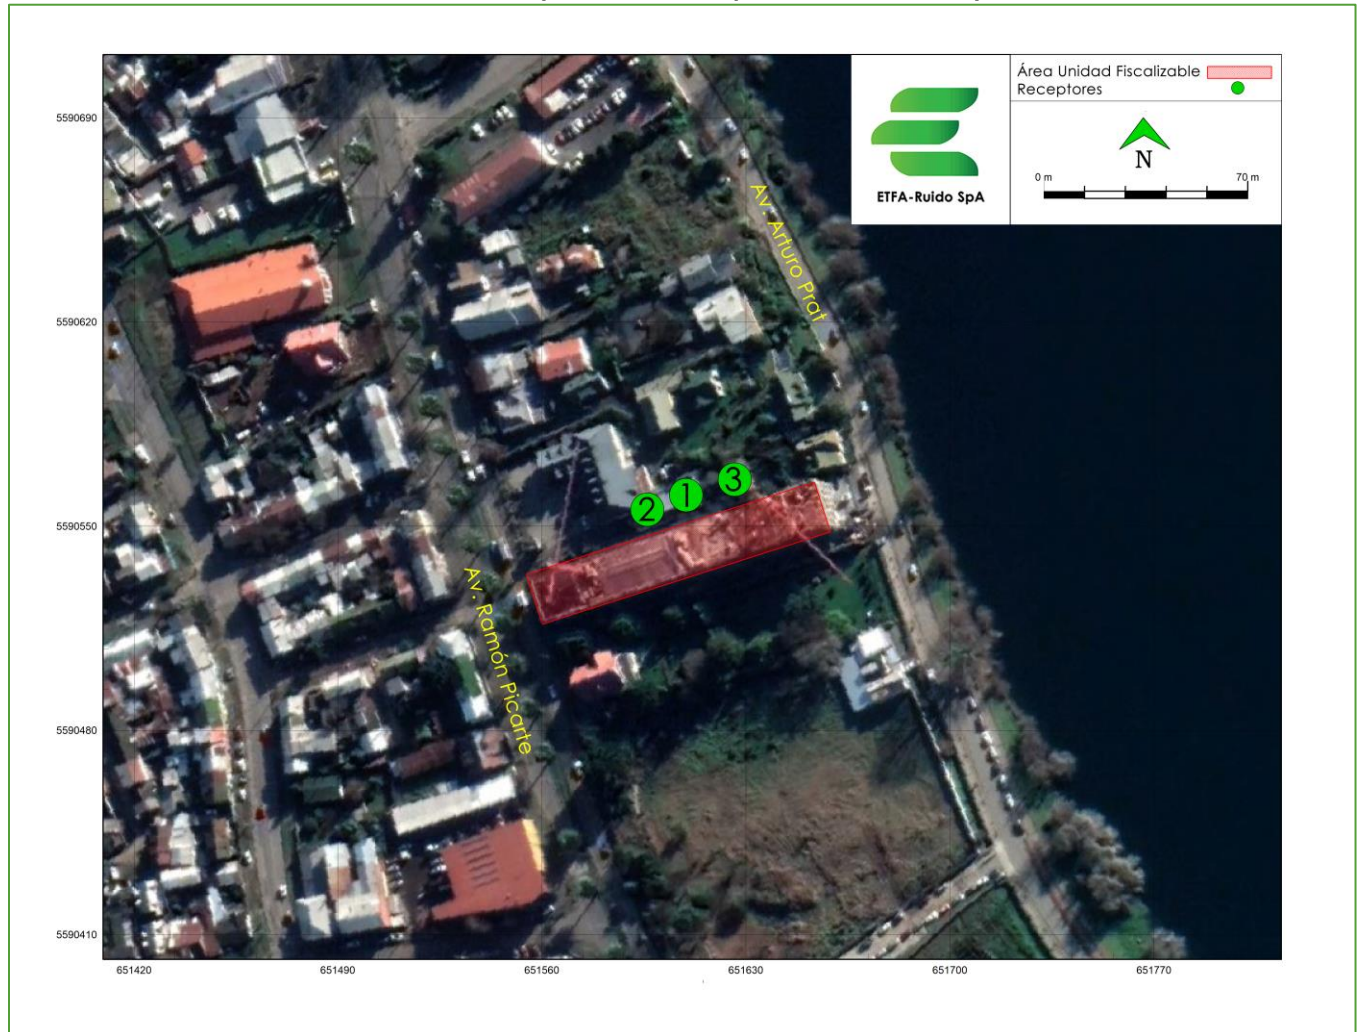 Área Unidad Fiscalizable
Receptores
N
0 m
70 m
ETFA-Ruido SpA
Av. Arturo Prat
Av. Ramón Picarte
2
1
3
5590690
5590620
5590550
5590480
5590410
651420
651490
651560
651630
651700
651770